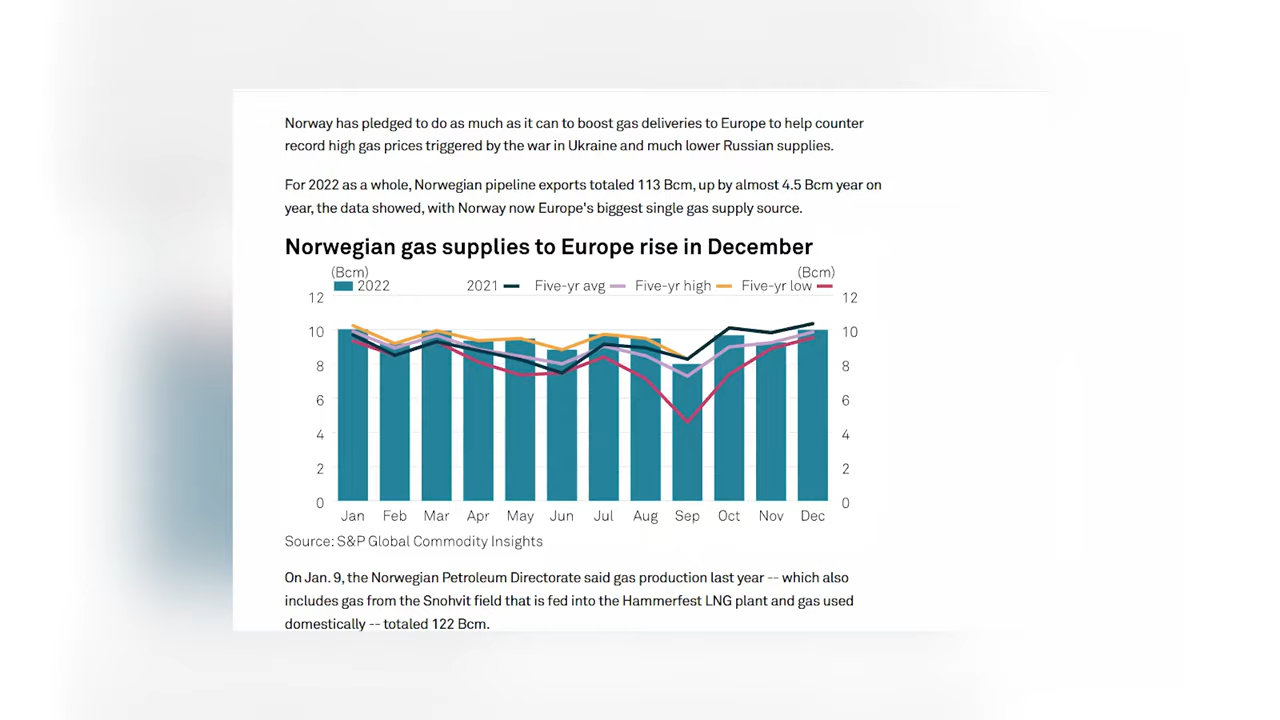 Norway has pledged to do as much as it can to boost gas deliveries to Europe to help counter
record high gas prices triggered by the war in Ukraine and much lower Russian supplies.
For 2022 as a whole, Norwegian pipeline exports totaled 113 Bcm, up by almost 4.5 Bcm year on
year, the data showed, with Norway now Europe's biggest single gas supply source.
Norwegian gas supplies to Europe rise in December
(Bcm) (Bcm)
2022 2021 Five-yr avg Five-yr high Five-yr low
12 12
10 10
8 8
6 6
4 4
2 2
0 0
Jan Feb Mar Apr May Jun Jul Aug Sep Oct Nov Dec
Source: S&P Global Commodity Insights
On Jan. 9, the Norwegian Petroleum Directorate said gas production last year -- which also
includes gas from the Snohvit field that is fed into the Hammerfest LNG plant and gas used
domestically -- totaled 122 Bcm.